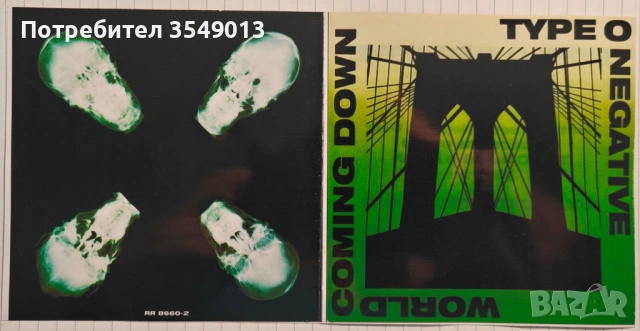 Потребител 3549013
TYPE O NEGATIVE
WORLD COMING DOWN
RR 8660-2
BAZAR